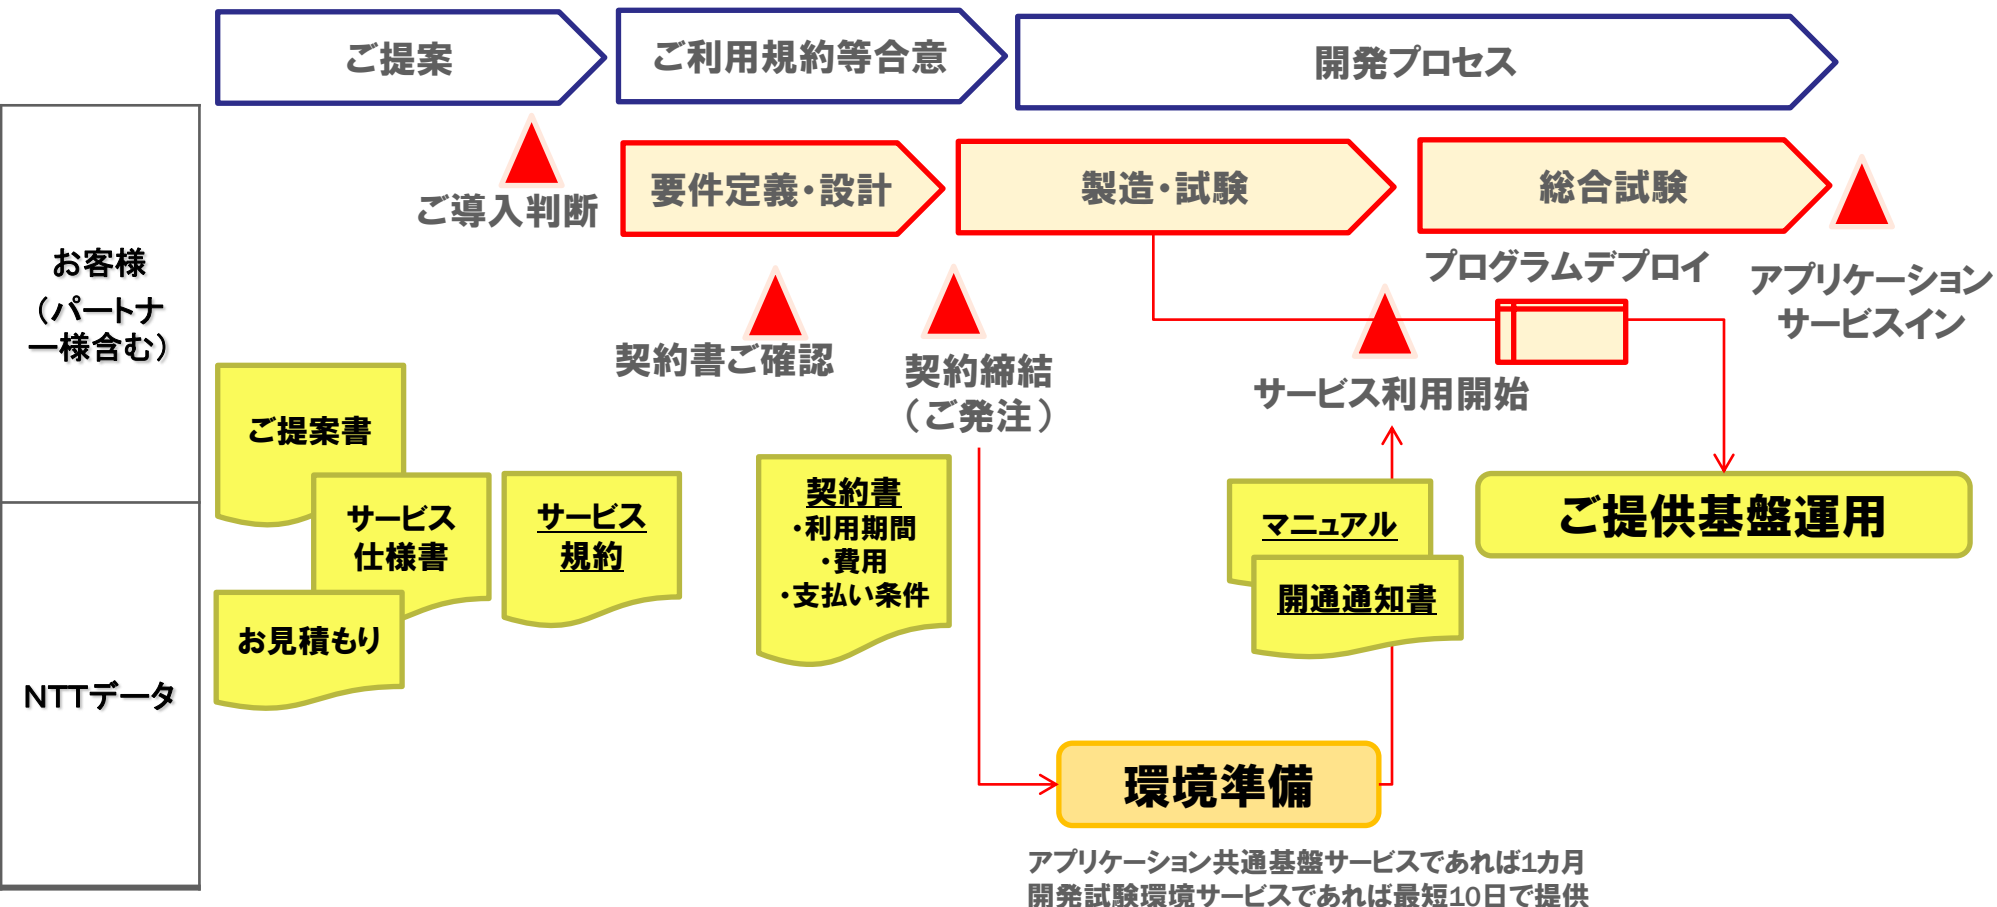 ご提案
ご利用規約等合意
開発プロセス
要件定義・設計
製造・試験
総合試験
ご導入判断
お客様
（パートナ
ー様含む）
プログラムデプロイ
アプリケーション
サービスイン
契約書ご確認
契約締結
（ご発注）
サービス利用開始
ご提案書
サービス
仕様書
お見積もり
サービス
規約
契約書
・利用期間
・費用
・支払い条件
マニュアル
開通通知書
ご提供基盤運用
NTTデータ
環境準備
アプリケーション共通基盤サービスであれば1カ月
開発試験環境サービスであれば最短10日で提供